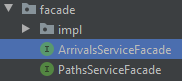 facade
impl
I ArrivalsServiceFacade
I PathsServiceFacade